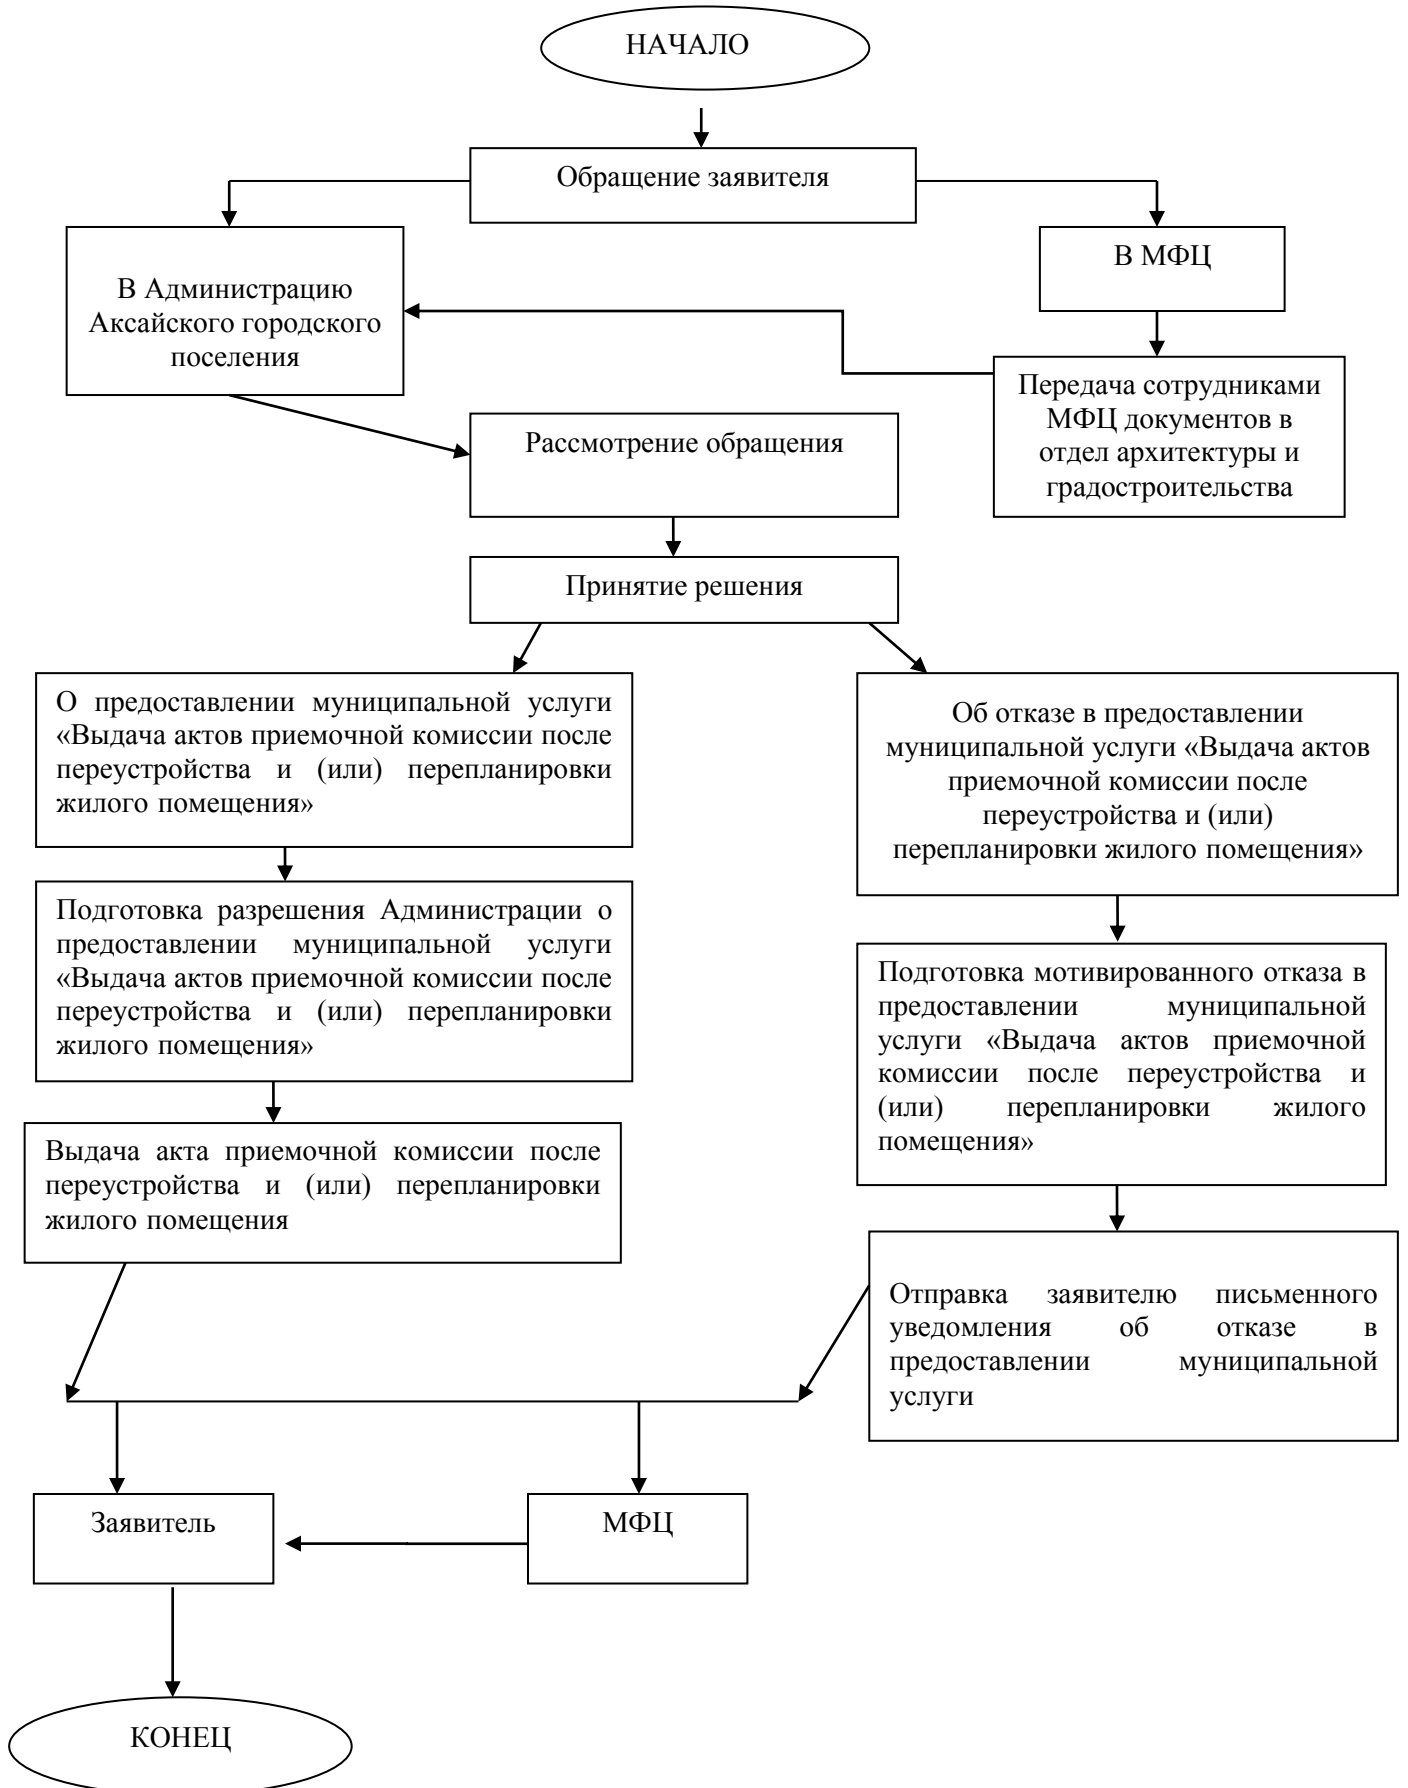 НАЧАЛО
Обращение заявителя
В Администрацию
Аксайского городского
поселения
В МФЦ
Передача сотрудниками
МФЦ документов в
отдел архитектуры и
градостроительства
Рассмотрение обращения
Принятие решения
О предоставлении муниципальной услуги
«Выдача актов приемочной комиссии после
переустройства и (или) перепланировки
жилого помещения»
Об отказе в предоставлении
муниципальной услуги «Выдача актов
приемочной комиссии после
переустройства и (или)
перепланировки жилого помещения»
Подготовка разрешения Администрации о
предоставлении муниципальной услуги
«Выдача актов приемочной комиссии после
переустройства и (или) перепланировки
жилого помещения»
Подготовка мотивированного отказа в
предоставлении муниципальной
услуги «Выдача актов приемочной
комиссии после переустройства и
(или) перепланировки жилого
помещения»
Выдача акта приемочной комиссии после
переустройства и (или) перепланировки
жилого помещения
Отправка заявителю письменного
уведомления об отказе в
предоставлении муниципальной
услуги
Заявитель
МФЦ
КОНЕЦ